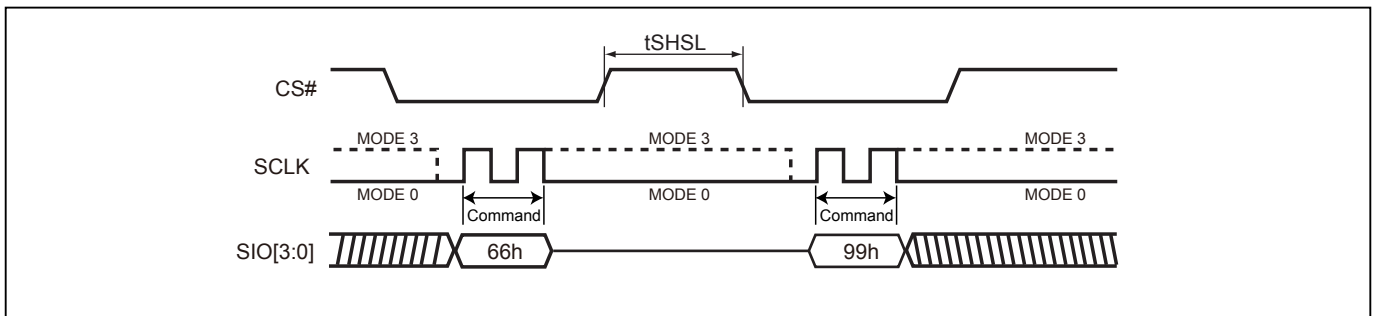 tSHSL
CS#
MODE 3 MODE 3 MODE 3
SCLK
MODE 0 MODE 0 MODE 0
Command Command
SIO[3:0] 66h 99h